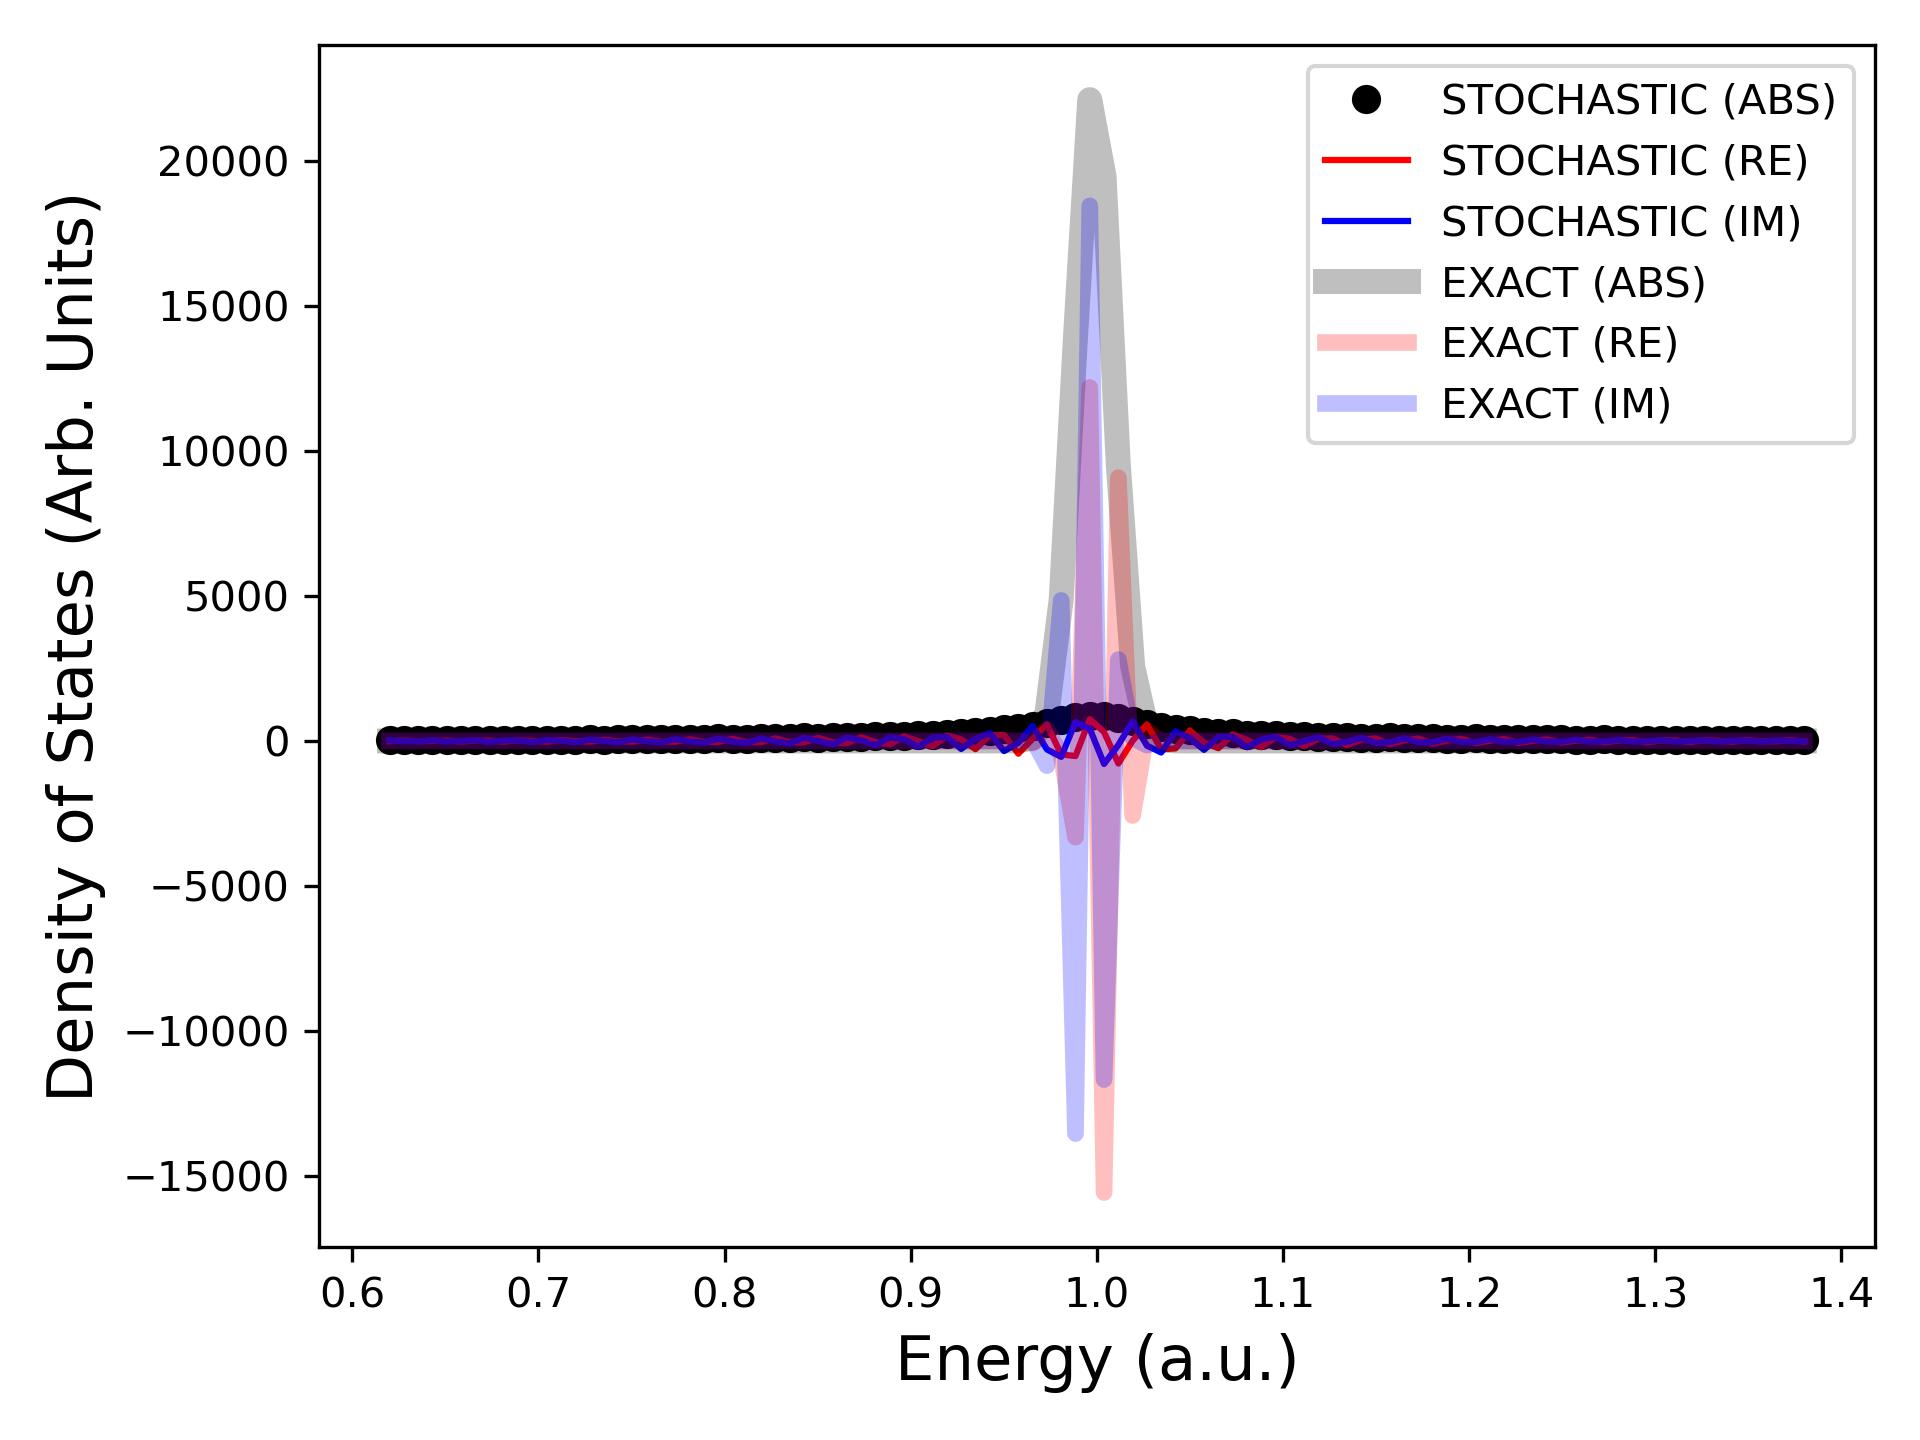 STOCHASTIC (ABS)
STOCHASTIC (RE)
STOCHASTIC (IM)
EXACT (ABS)
EXACT (RE)
EXACT (IM)
Density of States (Arb. Units)
20000
15000
10000
5000
0
−5000
−10000
−15000
0.6 0.7 0.8 0.9 1.0 1.1 1.2 1.3 1.4
Energy (a.u.)